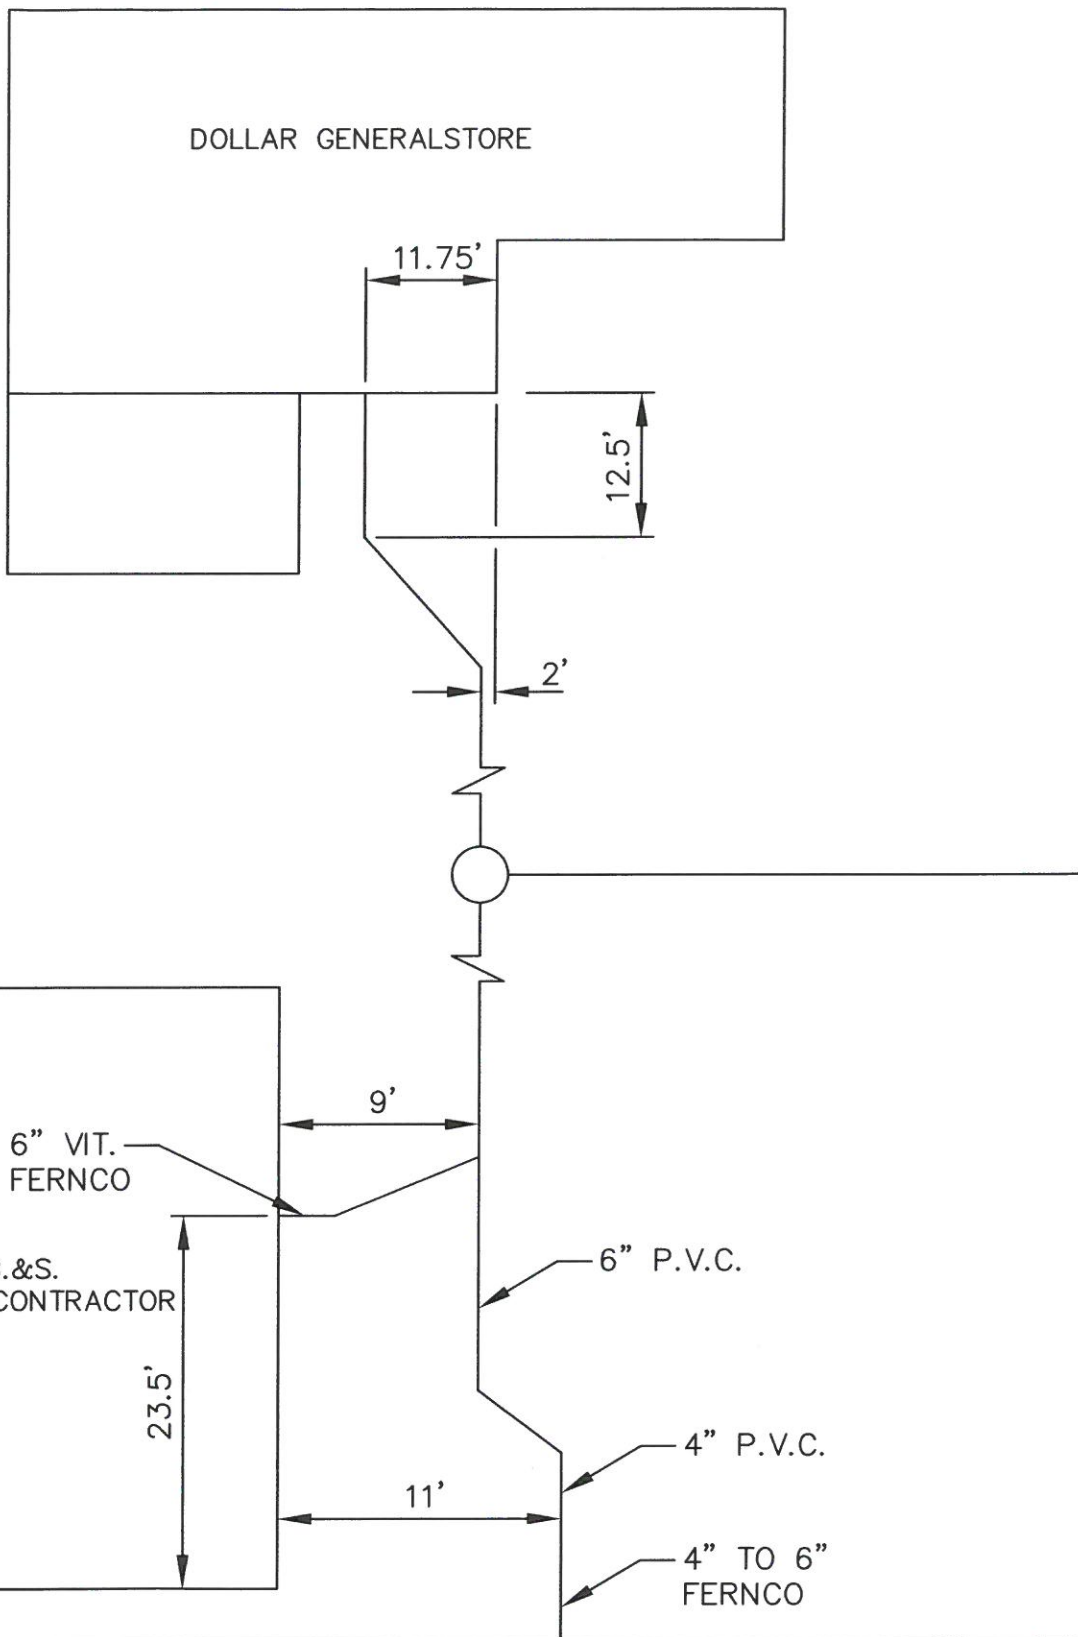 DOLLAR GENERALSTORE
11.75'
12.5'
2'
9'
6" VIT.
FERNCO
.&S.
CONTRACTOR
6" P.V.C.
23.5'
4" P.V.C.
11'
4" TO 6"
FERNCO